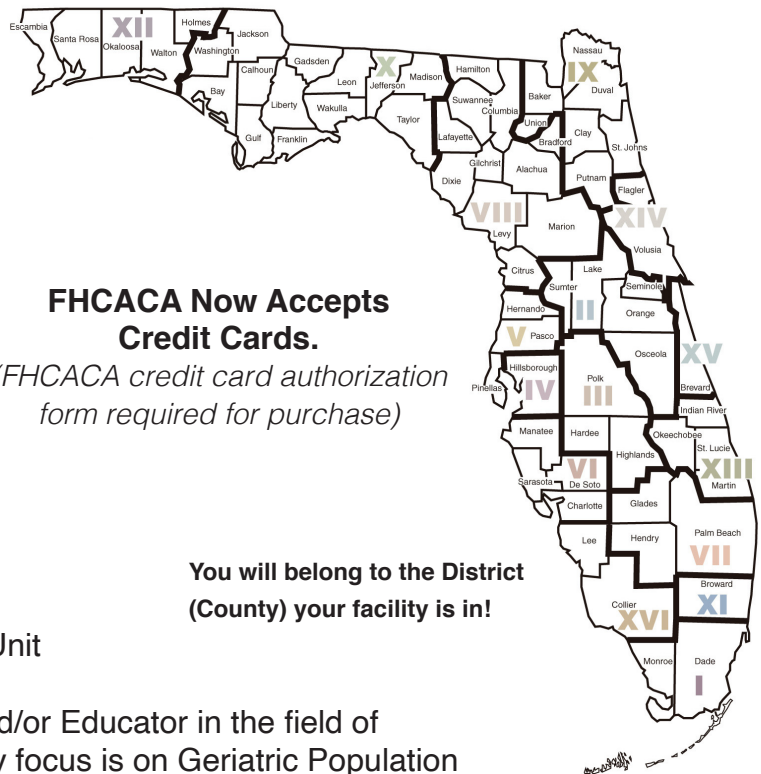 Escambia
Santa Rosa
XII
Okaloosa
Walton
Holmes
Washington
Jackson
Bay
Calhoun
Gulf
Liberty
Franklin
Gadsden
Leon
Wakulla
X
Jefferson
Madison
Taylor
Hamilton
Suwannee
Columbia
Lafayette
Dixie
Gilchrist
Baker
Union
Bradford
Alachua
Nassau
IX
Duval
Clay
St. Johns
Putnam
Flagler
VIII
Levy
Marion
XIV
Volusia
Citrus
Sumter
Lake
II
Seminole
Orange
Hernando
V
Pasco
Osceola
XV
Brevard
Hillsborough
Pinellas
IV
Polk
III
Indian River
Manatee
Hardee
Highlands
Okeechobee
St. Lucie
XIII
Martin
Sarasota
VI
De Soto
Charlotte
Glades
Lee
Hendry
Palm Beach
VII
Collier
XVI
Broward
XI
Monroe
Dade
I
FHCACA Now Accepts
Credit Cards.
(FHCACA credit card authorization
form required for purchase)
You will belong to the District
(County) your facility is in!
Unit
d/or Educator in the field of
y focus is on Geriatric Population